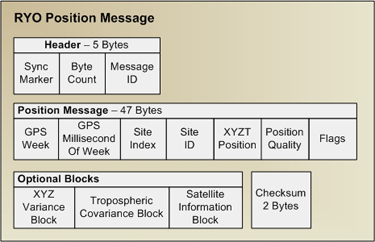 RYO Position Message
Header – 5 Bytes
Sync Marker
Byte Count
Message ID
Position Message – 47 Bytes
GPS Week
GPS Millisecond Of Week
Site Index
Site ID
XYZT Position
Position Quality
Flags
Optional Blocks
XYZ Variance Block
Tropospheric Covariance Block
Satellite Information Block
Checksum 2 Bytes